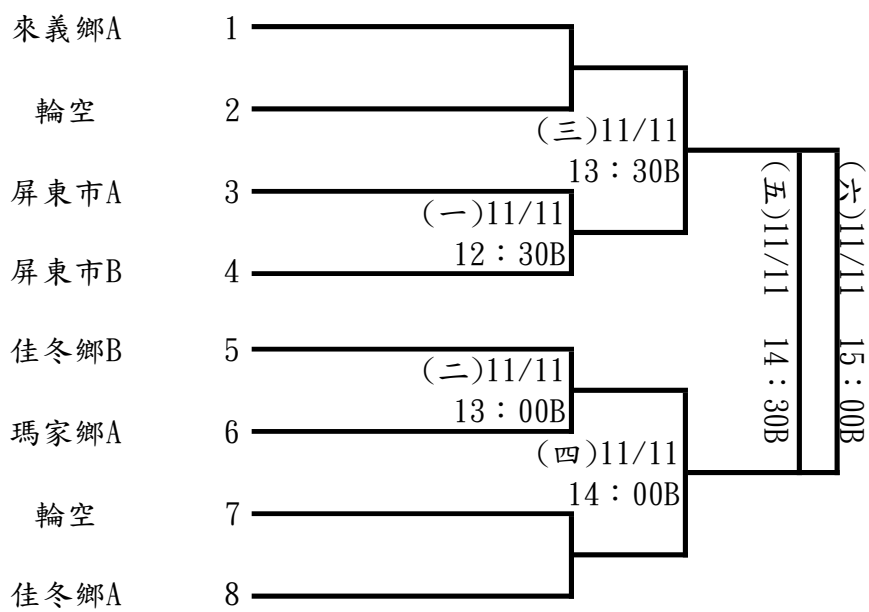 來義鄉A 1
輪空 2
(三)11/11
13：30B
屏東市A 3
(一)11/11
12：30B
屏東市B 4
(五)11/11 14：30B
(六)11/11 15：00B
佳冬鄉B 5
(二)11/11
13：00B
瑪家鄉A 6
(四)11/11
14：00B
輪空 7
佳冬鄉A 8